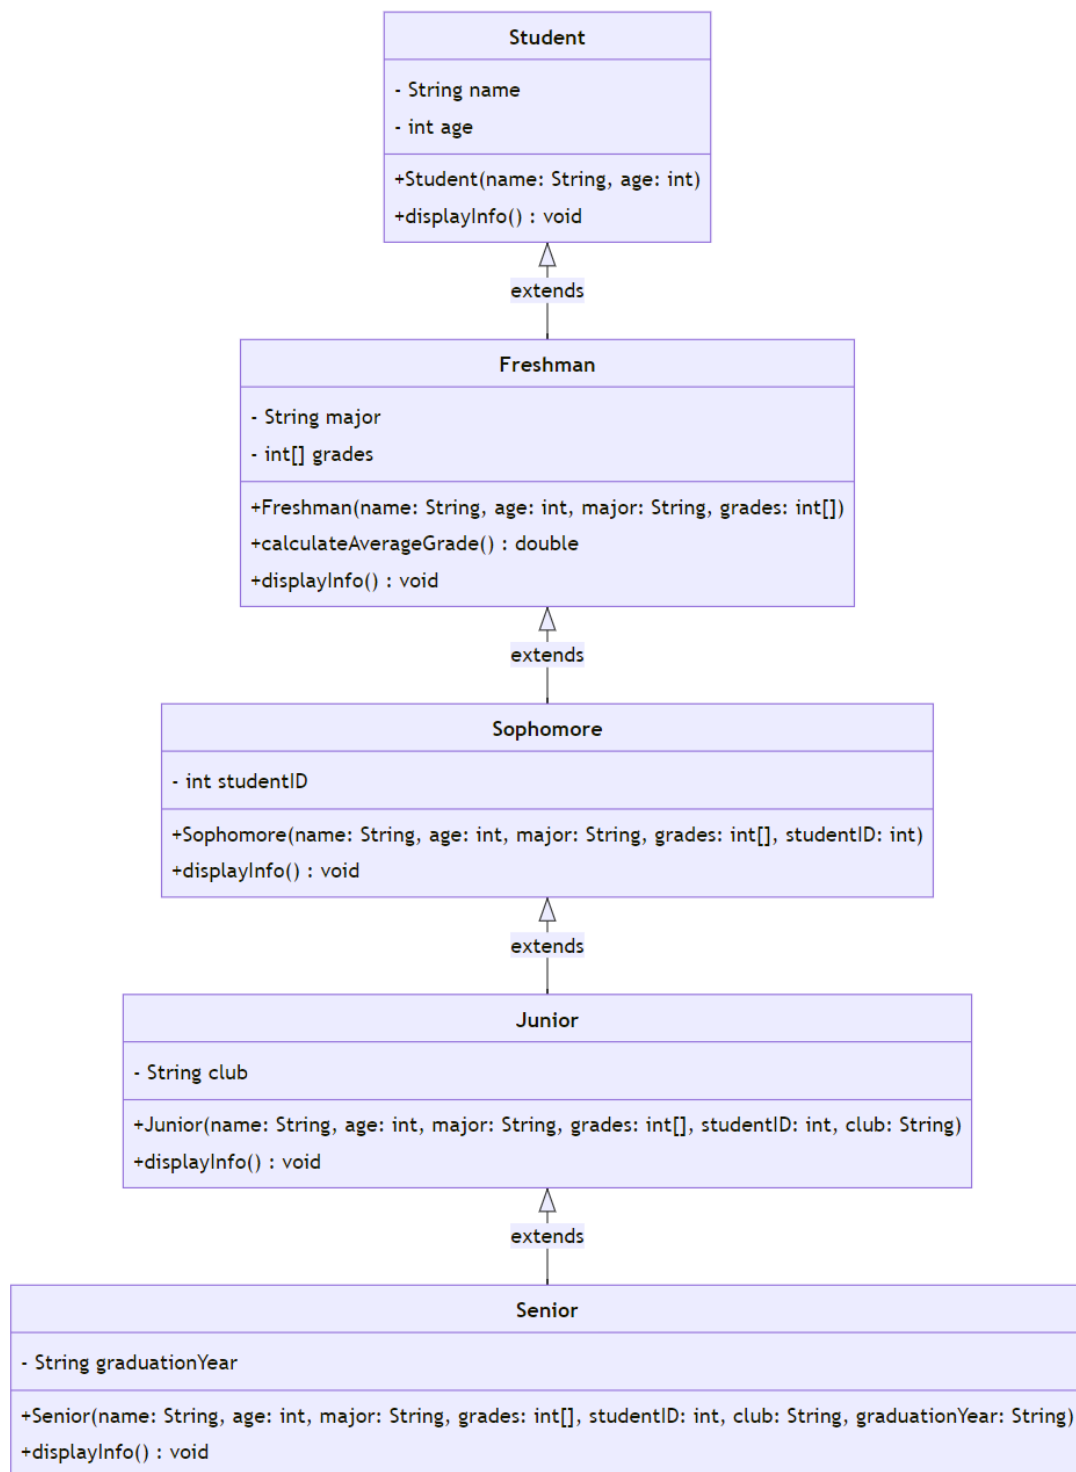 Student
- String name
- int age
+Student(name: String, age: int)
+displayInfo() : void
extends
Freshman
- String major
- int[] grades
+Freshman(name: String, age: int, major: String, grades: int[])
+calculateAverageGrade() : double
+displayInfo() : void
extends
Sophomore
- int studentID
+Sophomore(name: String, age: int, major: String, grades: int[], studentID: int)
+displayInfo() : void
extends
Junior
- String club
+Junior(name: String, age: int, major: String, grades: int[], studentID: int, club: String)
+displayInfo() : void
extends
Senior
- String graduationYear
+Senior(name: String, age: int, major: String, grades: int[], studentID: int, club: String, graduationYear: String)
+displayInfo() : void